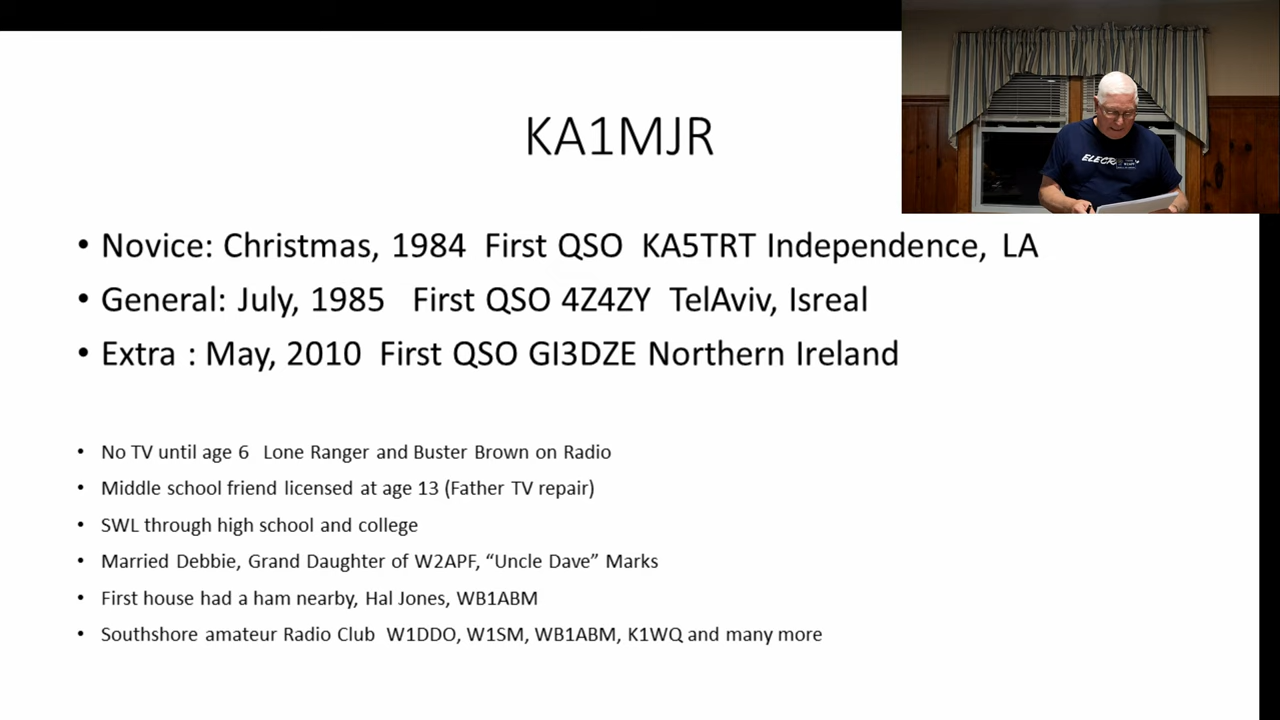 KA1MJR
• Novice: Christmas, 1984 First QSO KA5TRT Independence, LA
• General: July, 1985 First QSO 4Z4ZY TelAviv, Isreal
• Extra : May, 2010 First QSO GI3DZE Northern Ireland
• No TV until age 6 Lone Ranger and Buster Brown on Radio
• Middle school friend licensed at age 13 (Father TV repair)
• SWL through high school and college
• Married Debbie, Grand Daughter of W2APF, “Uncle Dave” Marks
• First house had a ham nearby, Hal Jones, WB1ABM
• Southshore amateur Radio Club W1DDO, W1SM, WB1ABM, K1WQ and many more